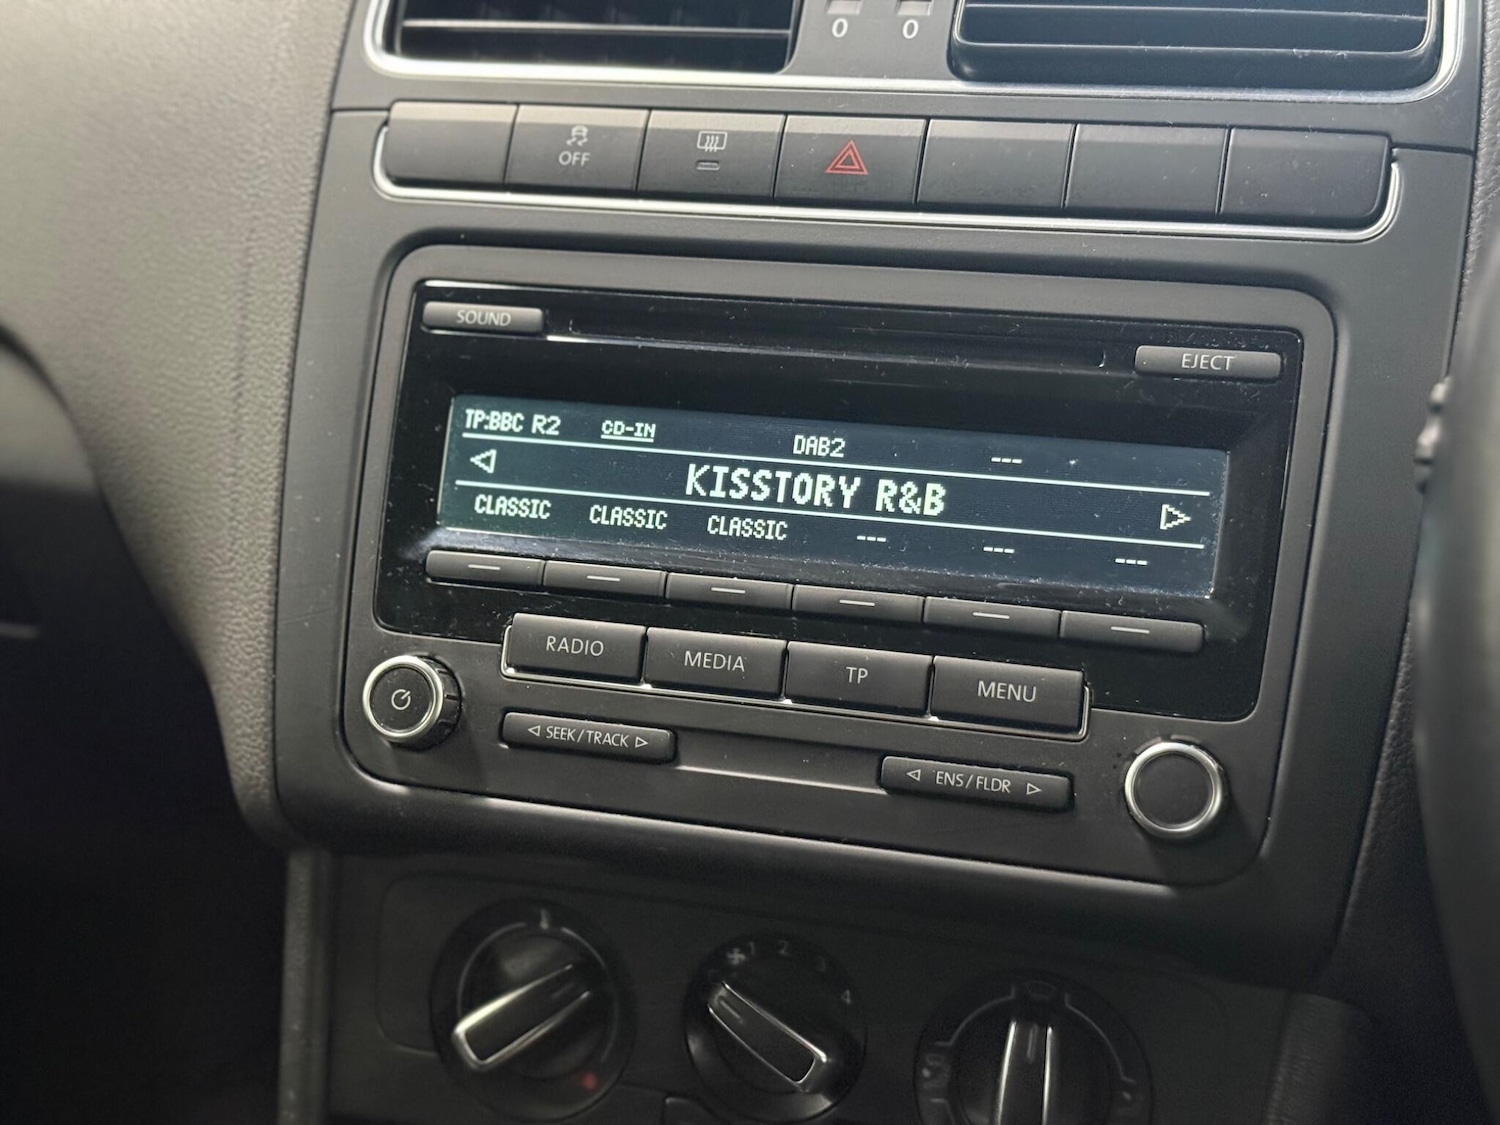 0 0
OFF
SOUND
EJECT
TP:BBC R2 CD-IN DAB2 ---
KISSTORY R&B
CLASSIC CLASSIC CLASSIC --- --- ---
RADIO MEDIA TP MENU
SEEK/TRACK
ENS/FLDR
1 2 3 4